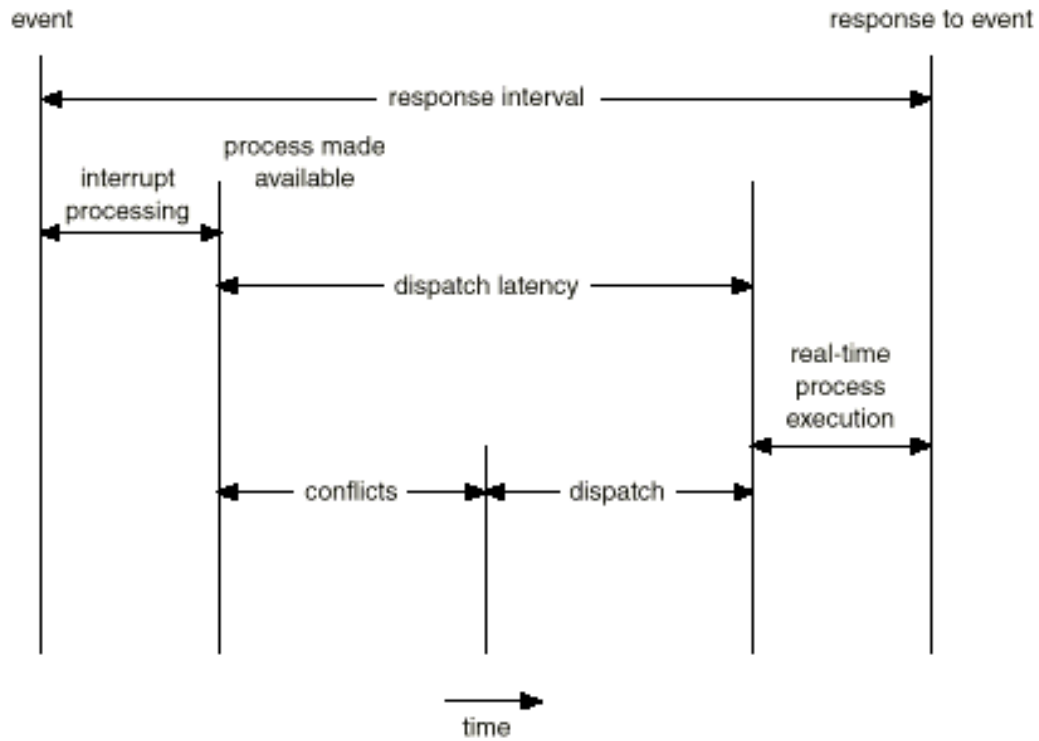 event
response to event
response interval
process made
available
interrupt
processing
dispatch latency
real-time
process
execution
conflicts
dispatch
time